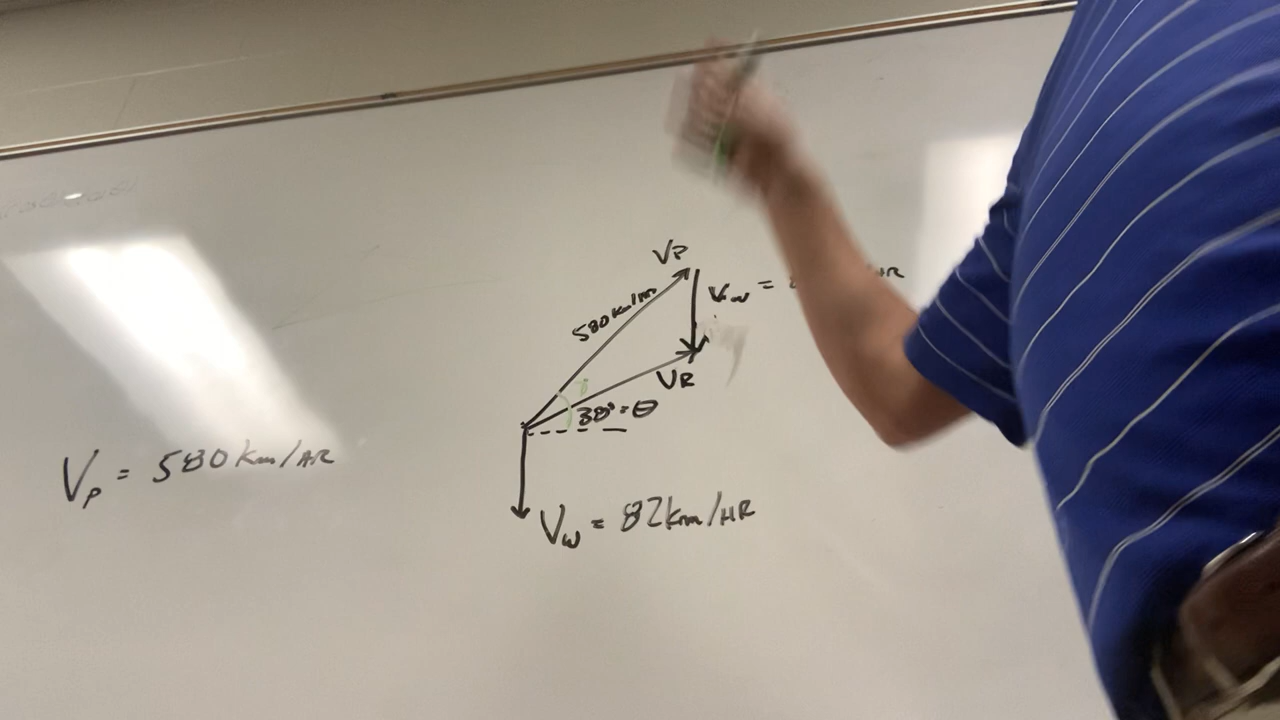 VP
580 km/
Vw =
HR
VR
30° = θ
Vp = 580 km/HR
Vw = 82 km/HR